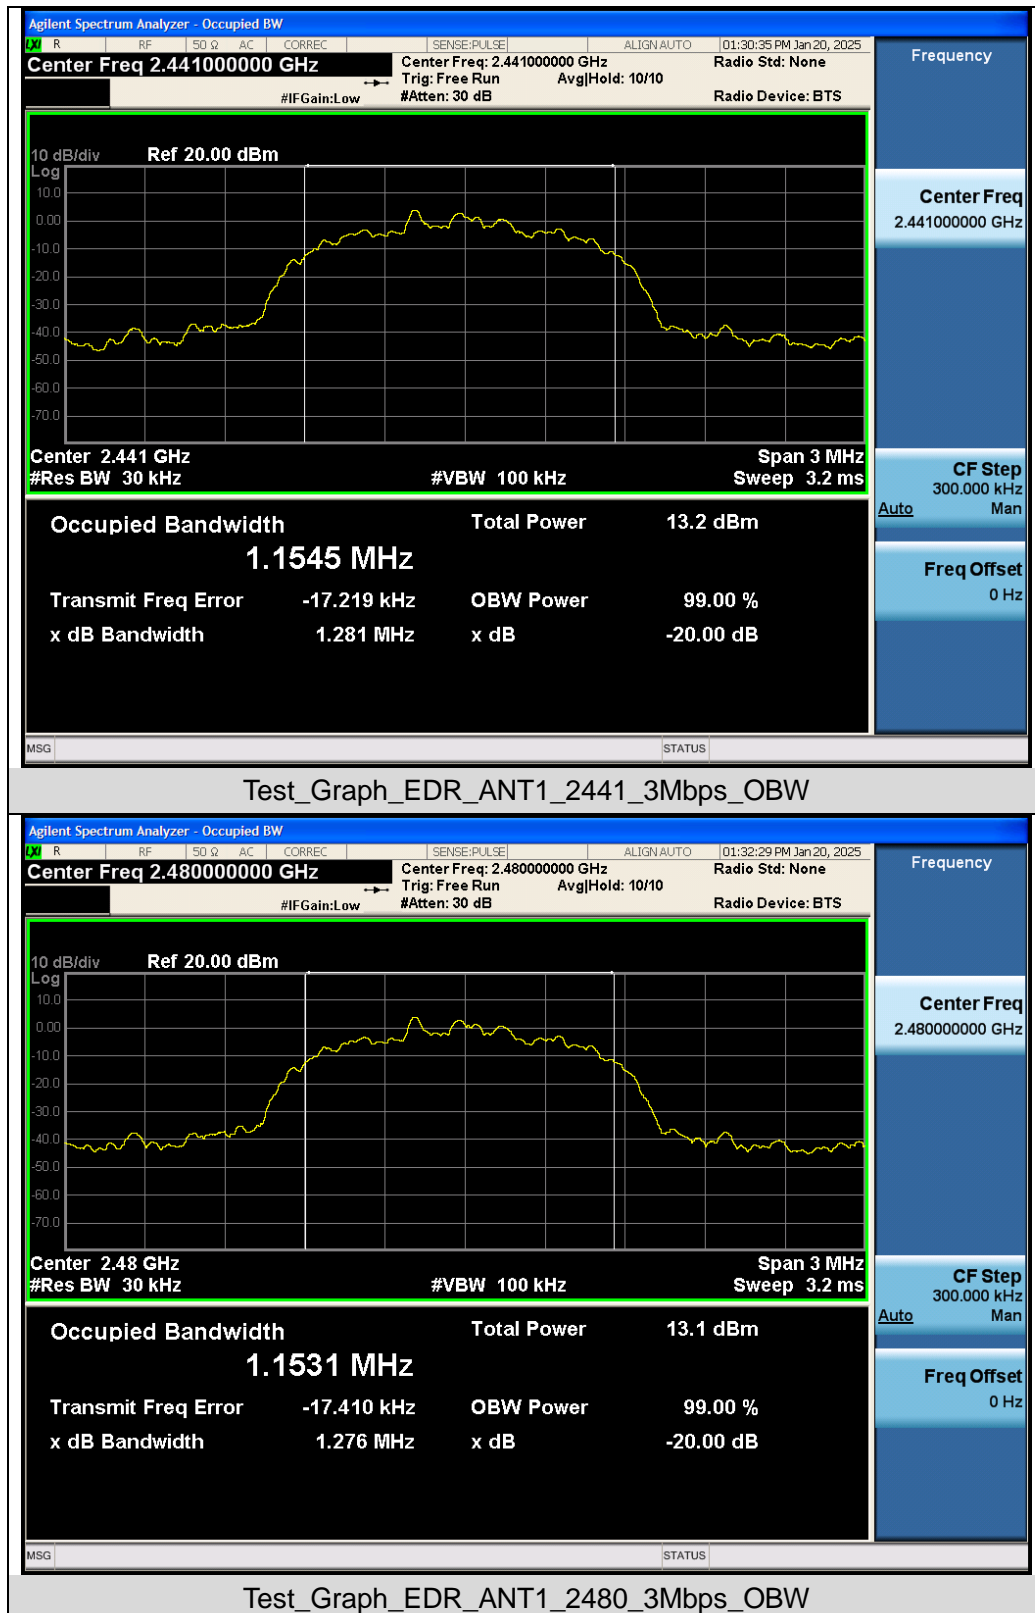 Agilent Spectrum Analyzer - Occupied BW
LXI R RF 50 Ω AC CORREC SENSE:PULSE ALIGN AUTO 01:30:35 PM Jan 20, 2025
Center Freq 2.441000000 GHz
Center Freq: 2.441000000 GHz Radio Std: None
Trig: Free Run Avg|Hold: 10/10
#IFGain:Low #Atten: 30 dB Radio Device: BTS
Frequency
10 dB/div Ref 20.00 dBm
Log
10.0
0.00
-10.0
-20.0
-30.0
-40.0
-50.0
-60.0
-70.0
Center 2.441 GHz Span 3 MHz
#Res BW 30 kHz #VBW 100 kHz Sweep 3.2 ms
Center Freq
2.441000000 GHz
CF Step
300.000 kHz
Auto Man
Freq Offset
0 Hz
Occupied Bandwidth Total Power 13.2 dBm
1.1545 MHz
Transmit Freq Error -17.219 kHz OBW Power 99.00 %
x dB Bandwidth 1.281 MHz x dB -20.00 dB
MSG STATUS
Test_Graph_EDR_ANT1_2441_3Mbps_OBW
Agilent Spectrum Analyzer - Occupied BW
LXI R RF 50 Ω AC CORREC SENSE:PULSE ALIGN AUTO 01:32:29 PM Jan 20, 2025
Center Freq 2.480000000 GHz
Center Freq: 2.480000000 GHz Radio Std: None
Trig: Free Run Avg|Hold: 10/10
#IFGain:Low #Atten: 30 dB Radio Device: BTS
Frequency
10 dB/div Ref 20.00 dBm
Log
10.0
0.00
-10.0
-20.0
-30.0
-40.0
-50.0
-60.0
-70.0
Center 2.48 GHz Span 3 MHz
#Res BW 30 kHz #VBW 100 kHz Sweep 3.2 ms
Center Freq
2.480000000 GHz
CF Step
300.000 kHz
Auto Man
Freq Offset
0 Hz
Occupied Bandwidth Total Power 13.1 dBm
1.1531 MHz
Transmit Freq Error -17.410 kHz OBW Power 99.00 %
x dB Bandwidth 1.276 MHz x dB -20.00 dB
MSG STATUS
Test_Graph_EDR_ANT1_2480_3Mbps_OBW